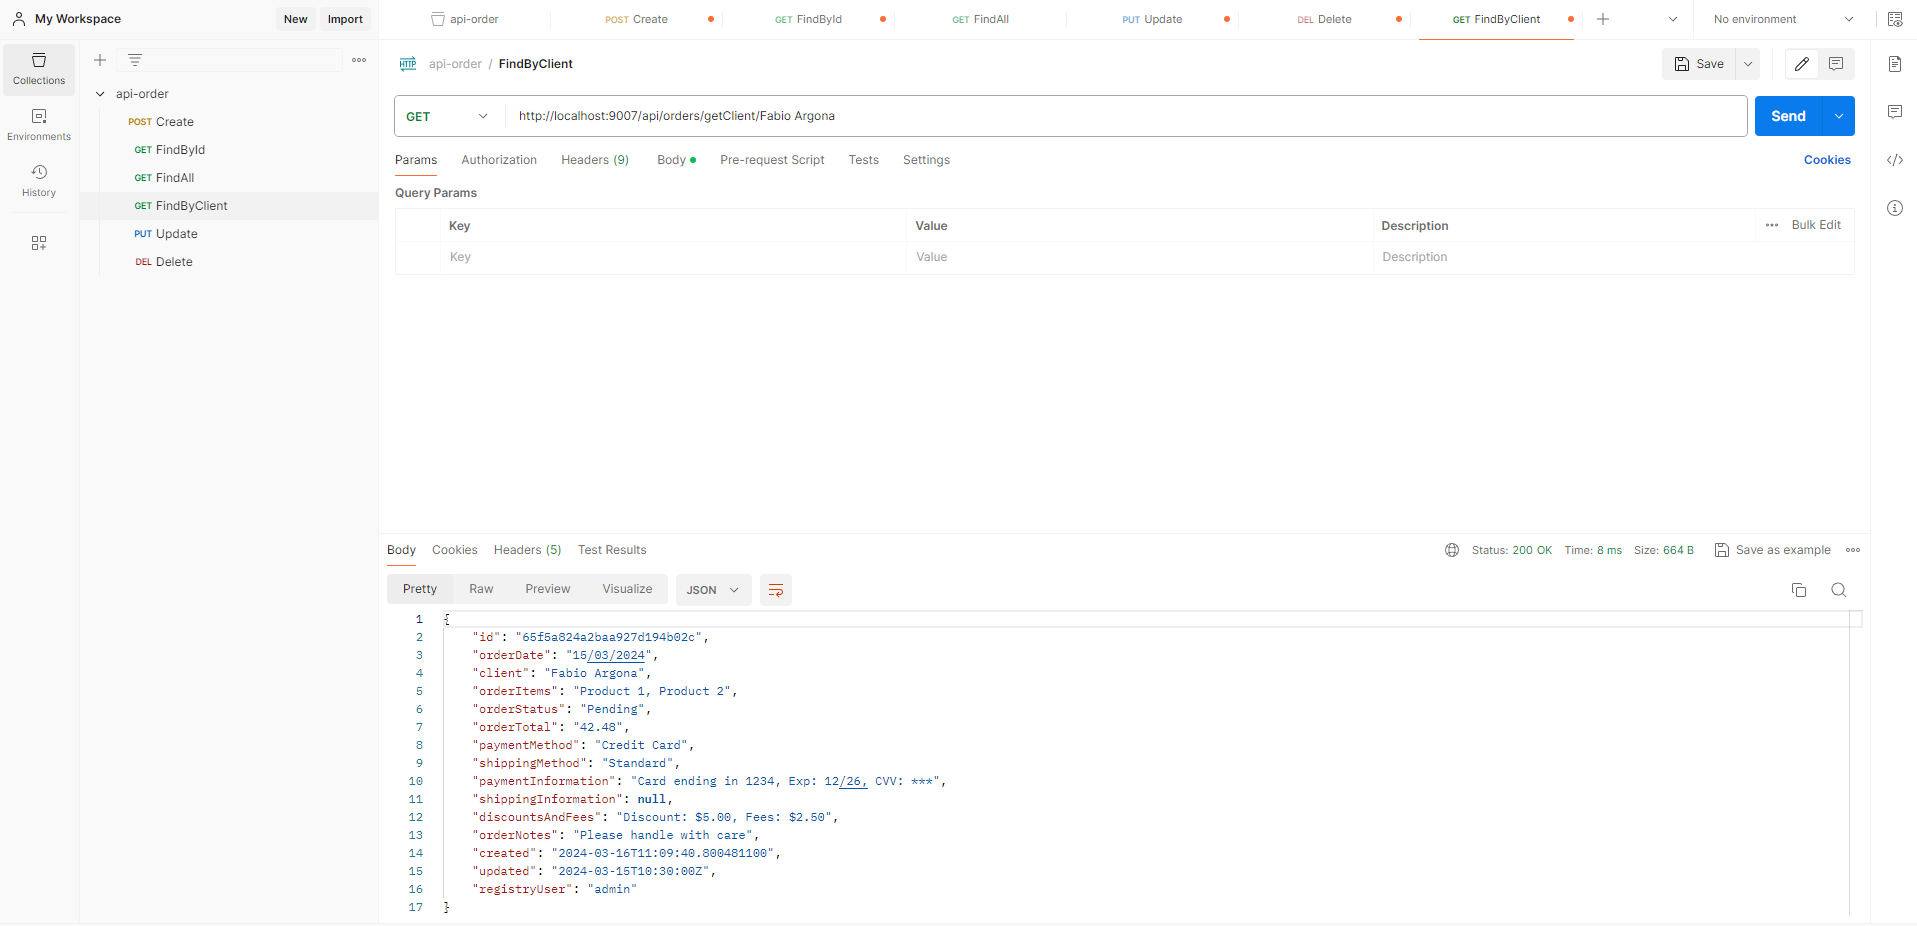 My Workspace
New
Import
api-order
POST Create
GET FindById
GET FindAll
PUT Update
DEL Delete
GET FindByClient
No environment
Collections
Environments
History
api-order
POST Create
GET FindById
GET FindAll
GET FindByClient
PUT Update
DEL Delete
HTTP api-order / FindByClient
Save
GET
http://localhost:9007/api/orders/getClient/Fabio Argona
Send
Params Authorization Headers (9) Body Pre-request Script Tests Settings
Cookies
Query Params
Key Value Description Bulk Edit
Key Value Description
Body Cookies Headers (5) Test Results
Status: 200 OK Time: 8 ms Size: 664 B Save as example
Pretty Raw Preview Visualize JSON
1 {
2 "id": "65f5a824a2baa927d194b02c",
3 "orderDate": "15/03/2024",
4 "client": "Fabio Argona",
5 "orderItems": "Product 1, Product 2",
6 "orderStatus": "Pending",
7 "orderTotal": "42.48",
8 "paymentMethod": "Credit Card",
9 "shippingMethod": "Standard",
10 "paymentInformation": "Card ending in 1234, Exp: 12/26, CVV: ***",
11 "shippingInformation": null,
12 "discountsAndFees": "Discount: $5.00, Fees: $2.50",
13 "orderNotes": "Please handle with care",
14 "created": "2024-03-16T11:09:40.800481100",
15 "updated": "2024-03-15T10:30:00Z",
16 "registryUser": "admin"
17 }